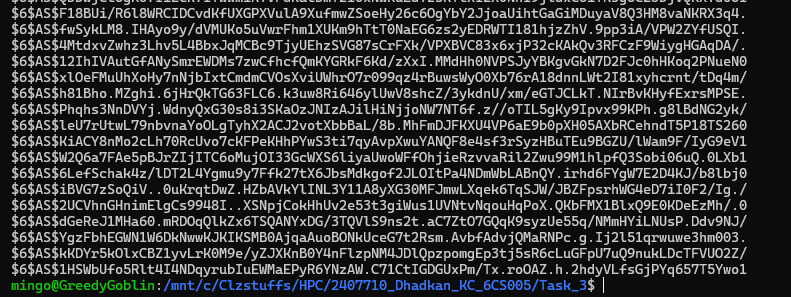 $6$AS$F18BUi/R6l8WRCIDCvdKfUXGPXVulA9XufmwZSoeHy26c6OgYbY2JjoaUihtGaGiMDuyaV8Q3HM8vaNKRX3q4.
$6$AS$fwSykLM8.IHAyo9y/dVMUKo5uVwrFhm1XUKm9hTtT0NaEG6zs2yEDRWTI181hjzZhV.9pp3iA/VPW2ZYfUSQI.
$6$AS$4MtdxvZwhz3Lhv5L4BbxJqMCBc9TjyUEhzSVG87sCrFXk/VPXBVC83x6xjP32cKAkQv3RFCzF9WiygHGAqDA/.
$6$AS$12IhIVAutGfANySmrEWDMs7zwCfhcfQmKYGRkF6Kd/zXxI.MMdHh0NVPSJyYBKgvGkN7D2FJc0hHKoq2PNueN0
$6$AS$xlOeFMuUhXoHy7nNjbIxtCmdmCVOsXviUWhrO7r099qz4rBuwsWyO0Xb76rA18dnnLWt2I81xyhcrnt/tDq4m/
$6$AS$h81Bho.MZghi.6jHrQkTG63FLC6.k3uw8Ri646ylUwV8shcZ/3ykdnU/xm/eGTJCLkT.NIrBvKHyfExrsMPSE.
$6$AS$Phqhs3NnDVYj.WdnyQxG30s8i3SKaOzJNIzAJilHiNjjoNW7NT6f.z//oTIL5gKy9Ipvx99KPh.g8lBdNG2yk/
$6$AS$leU7rUtwL79nbvnaYoOLgTyhX2ACJ2votXbbBaL/8b.MhFmDJFKXU4VP6aE9b0pXH05AXbRCehndT5P18TS260
$6$AS$KiACY8nMo2cLh70RcUvo7cKFPeKHhPYwS3ti7qyAvpXwuYANQF8e4sf3rSyzHBuTEu9BGZU/lWam9F/IyG9eV1
$6$AS$W2Q6a7FAe5pBJrZIjITC6oMujOI33GcWXS6liyaUwoWFfOhjieRzvvaRil2Zwu99M1hlpfQ3Sobi06uQ.0LXb1
$6$AS$6LefSchak4z/lDT2L4Ygmu9y7Ffk27tX6JbsMdkgof2JLOItPa4NDmWbLABnQY.irhd6FYgW7E2D4KJ/b8lbj0
$6$AS$iBVG7zSoQiV..0uKrqtDwZ.HZbAVkYlINL3Y11A8yXG30MFJmwLXqek6TqSJW/JBZFpsrhWG4eD7iI0F2/Ig./
$6$AS$2UCVhnGHnimElgCs9948I..XSNpjCokHhUv2e53t3giWus1UVNtvNqouHqPoX.QKbFMX1BlxQ9E0KDeEzMh/.0
$6$AS$dGeReJ1MHa60.mRDOqQlkZx6TSQANYxDG/3TQVlS9ns2t.aC7ZtO7GQqK9syzUe55q/NMmHYiLNUsP.Ddv9NJ/
$6$AS$YgzFbhEGWN1W6DkNwwKJKIKSMB0AjqaAuoBONkUceG7t2Rsm.AvbfAdvjQMaRNPc.g.Ij2l51qrwuwe3hm003.
$6$AS$kKDYr5kOlxCBZ1yvLrK0M9e/yZJXKnB0Y4nFlzpNM4JDlQpzpomgEp3tj5sR6cLuGFpU7uQ9nukLDcTFVUO2Z/
$6$AS$1HSWbUfo5Rlt4I4NDqyrubIuEWMaEPyR6YNzAW.C71CtIGDGUxPm/Tx.roOAZ.h.2hdyVLfsGjPYq657T5Ywo1
mingo@GreedyGoblin:/mnt/c/Clzstuffs/HPC/2407710_Dhadkan_KC_6CS005/Task_3$